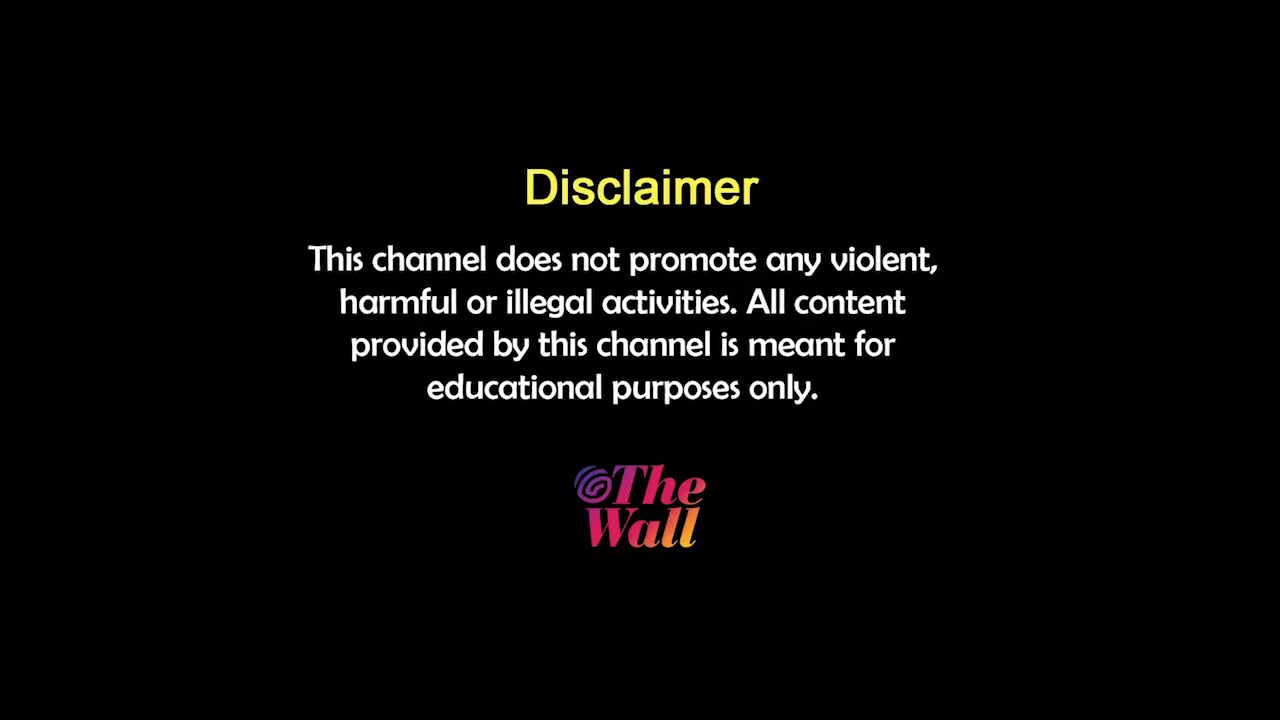 Disclaimer
This channel does not promote any violent,
harmful or illegal activities. All content
provided by this channel is meant for
educational purposes only.
The
Wall